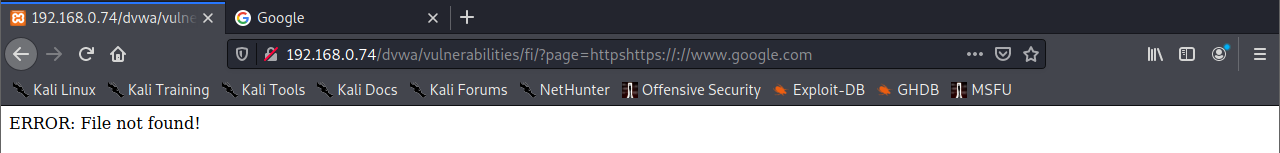 192.168.0.74/dvwa/vulne
Google
192.168.0.74/dvwa/vulnerabilities/fi/?page=httpshttps://://www.google.com
Kali Linux Kali Training Kali Tools Kali Docs Kali Forums NetHunter Offensive Security Exploit-DB GHDB MSFU
ERROR: File not found!